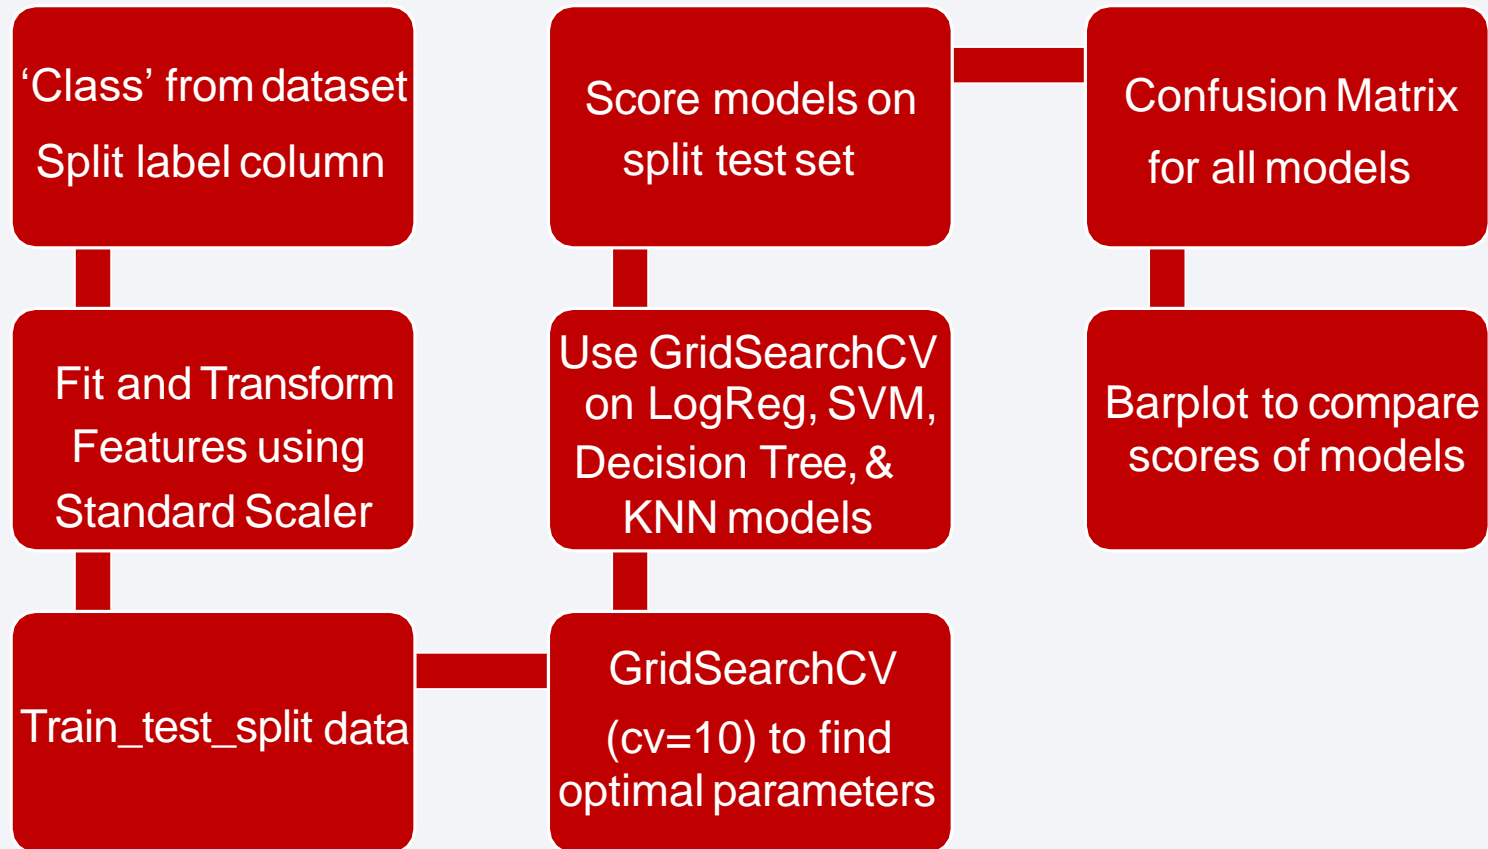 ‘Class’ from dataset
Split label column
Fit and Transform
Features using
Standard Scaler
Train_test_split data
GridSearchCV
(cv=10) to find
optimal parameters
Use GridSearchCV
on LogReg, SVM,
Decision Tree, &
KNN models
Score models on
split test set
Confusion Matrix
for all models
Barplot to compare
scores of models